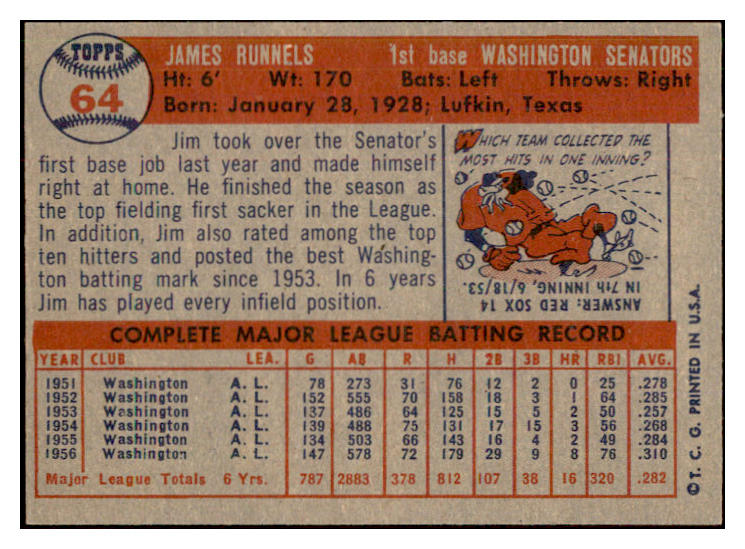 TOPPS
64
JAMES RUNNELS 1st base WASHINGTON SENATORS
Ht: 6' Wt: 170 Bats: Left Throws: Right
Born: January 28, 1928; Lufkin, Texas
Jim took over the Senator's
first base job last year and made himself
right at home. He finished the season as
the top fielding first sacker in the League.
In addition, Jim also rated among the top
ten hitters and posted the best Washing-
ton batting mark since 1953. In 6 years
Jim has played every infield position.
WHICH TEAM COLLECTED THE
MOST HITS IN ONE INNING?
ANSWER: RED SOX 14
IN 7TH INNING, 6/18/53.
COMPLETE MAJOR LEAGUE BATTING RECORD
YEAR CLUB LEA. G AB R H 2B 3B HR RBI AVG.
1951 Washington A. L. 78 273 31 76 12 2 0 25 .278
1952 Washington A. L. 152 555 70 158 18 3 1 64 .285
1953 Washington A. L. 137 486 64 125 15 5 2 50 .257
1954 Washington A. L. 139 488 75 131 17 15 3 56 .268
1955 Washington A. L. 134 503 66 143 16 4 2 49 .284
1956 Washington A. L. 147 578 72 179 29 9 8 76 .310
Major League Totals 6 Yrs. 787 2883 378 812 107 38 16 320 .282
© T. C. G. PRINTED IN U.S.A.